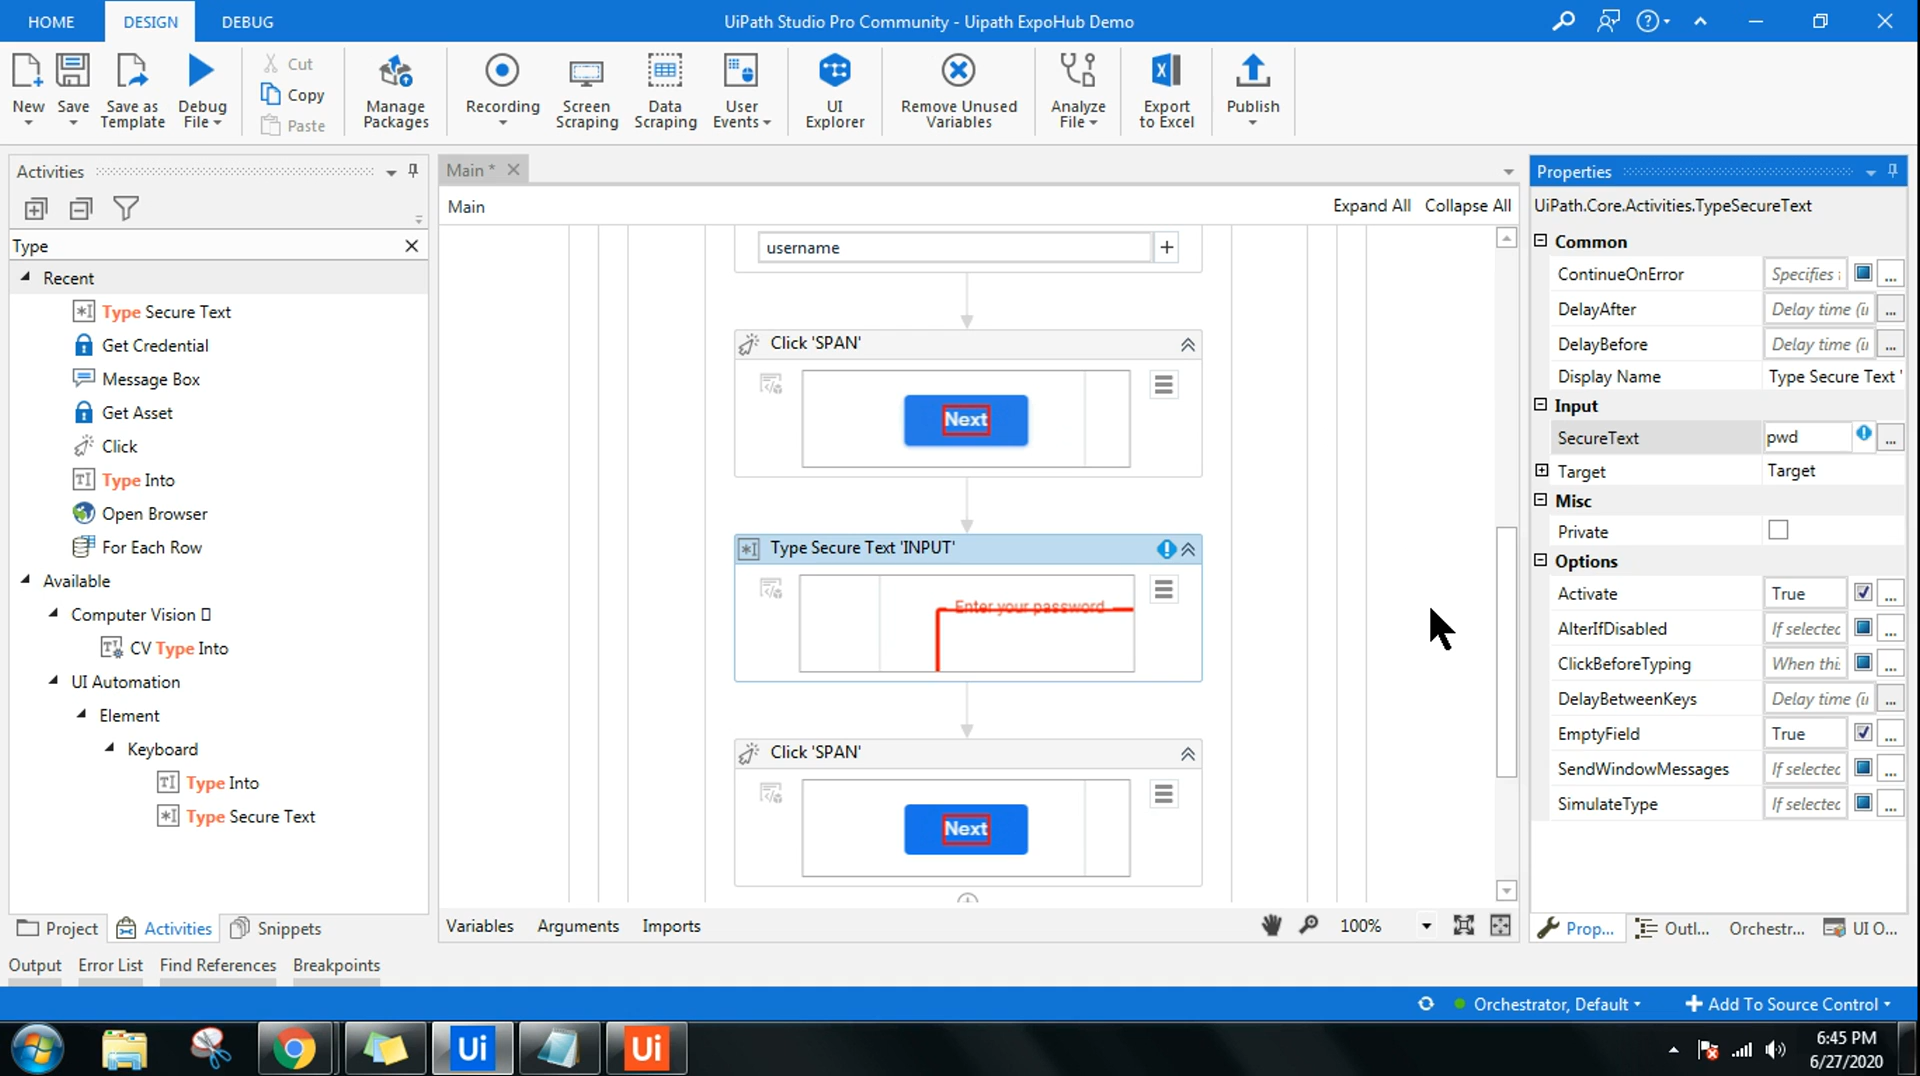 HOME DESIGN DEBUG
UiPath Studio Pro Community - Uipath ExpoHub Demo
New
Save
Save as Template
Debug File
Cut
Copy
Paste
Manage Packages
Recording
Screen Scraping
Data Scraping
User Events
UI Explorer
Remove Unused Variables
Analyze File
Export to Excel
Publish
Activities
Type
Recent
Type Secure Text
Get Credential
Message Box
Get Asset
Click
Type Into
Open Browser
For Each Row
Available
Computer Vision
CV Type Into
UI Automation
Element
Keyboard
Type Into
Type Secure Text
Project Activities Snippets
Main *
Main
Expand All Collapse All
username
Click 'SPAN'
Next
Type Secure Text 'INPUT'
Enter your password
Click 'SPAN'
Next
Variables Arguments Imports
100%
Properties
UiPath.Core.Activities.TypeSecureText
Common
ContinueOnError Specifies
DelayAfter Delay time (
DelayBefore Delay time (
Display Name Type Secure Text '
Input
SecureText pwd ...
Target Target
Misc
Private
Options
Activate True ...
AlterIfDisabled If selected
ClickBeforeTyping When this
DelayBetweenKeys Delay time (
EmptyField True ...
SendWindowMessages If selected
SimulateType If selected
Prop... Outl... Orchestr... UI O...
Output Error List Find References Breakpoints
Orchestrator, Default
Add To Source Control
Ui
Ui
6:45 PM
6/27/2020